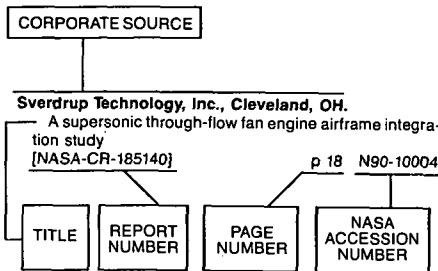 CORPORATE SOURCE
Sverdrup Technology, Inc., Cleveland, OH.
A supersonic through-flow fan engine airframe integra-
tion study
[NASA-CR-185140] p 18 N90-10004
TITLE
REPORT
NUMBER
PAGE
NUMBER
NASA
ACCESSION
NUMBER